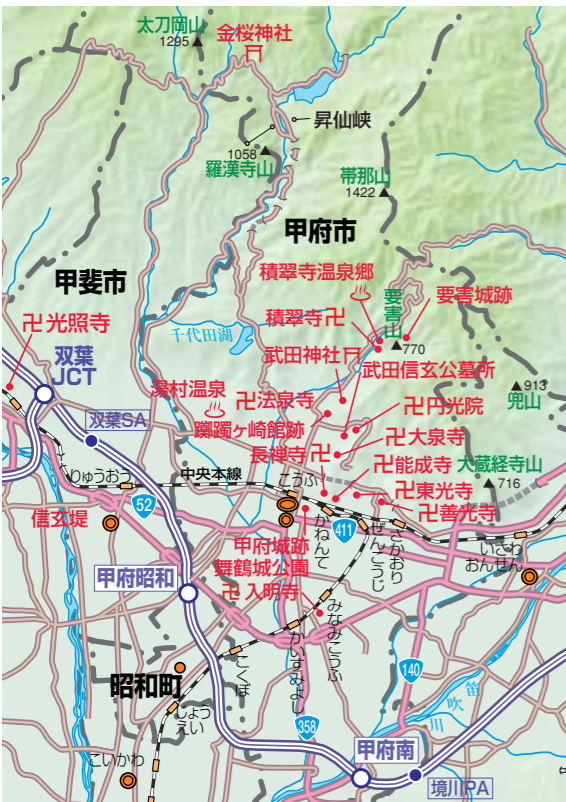 太刀岡山
1295
金桜神社
昇仙峡
1058
羅漢寺山
帯那山
1422
甲府市
甲斐市
積翠寺温泉郷
要害山
要害城跡
卍光照寺
千代田湖
積翠寺卍
770
双葉
JCT
武田神社
武田信玄公墓所
913
兜山
湯村温泉
卍法泉寺
卍円光院
双葉SA
躑躅ヶ崎館跡
卍大泉寺
長禅寺卍
りゅうおう
中央本線
こうふ
卍能成寺
大蔵経寺山
716
卍東光寺
52
信玄堤
卍善光寺
411
かねんて
ぜんこうじ
さかおり
いさわ
おんせん
甲府城跡
舞鶴城公園
甲府昭和
卍入明寺
みなみこうふ
かいすみよし
こくぼ
昭和町
140
笛吹川
しょう
えい
358
こいかわ
甲府南
境川PA